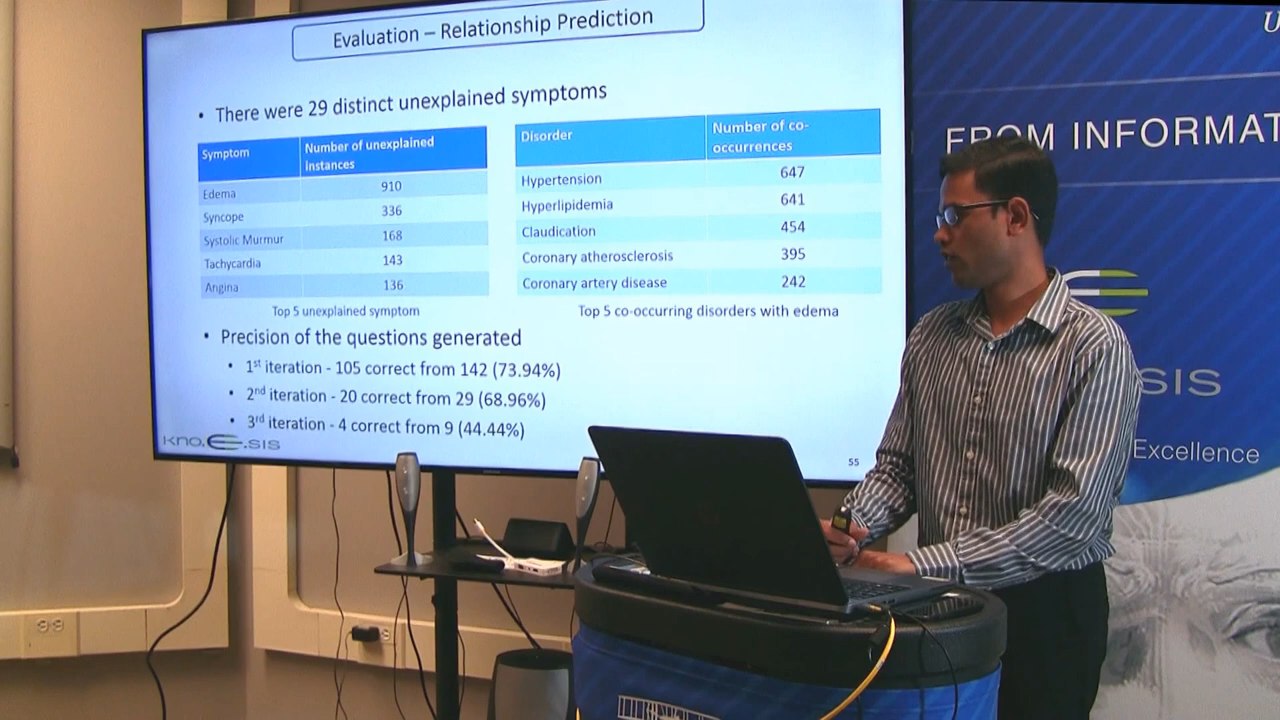 Evaluation – Relationship Prediction
• There were 29 distinct unexplained symptoms
Symptom Number of unexplained instances
Edema 910
Syncope 336
Systolic Murmur 168
Tachycardia 143
Angina 136
Top 5 unexplained symptom
Disorder Number of co-occurrences
Hypertension 647
Hyperlipidemia 641
Claudication 454
Coronary atherosclerosis 395
Coronary artery disease 242
Top 5 co-occurring disorders with edema
• Precision of the questions generated
• 1st iteration - 105 correct from 142 (73.94%)
• 2nd iteration - 20 correct from 29 (68.96%)
• 3rd iteration - 4 correct from 9 (44.44%)
kno.e.sis
55
FROM INFORMAT
SIS
Excellence